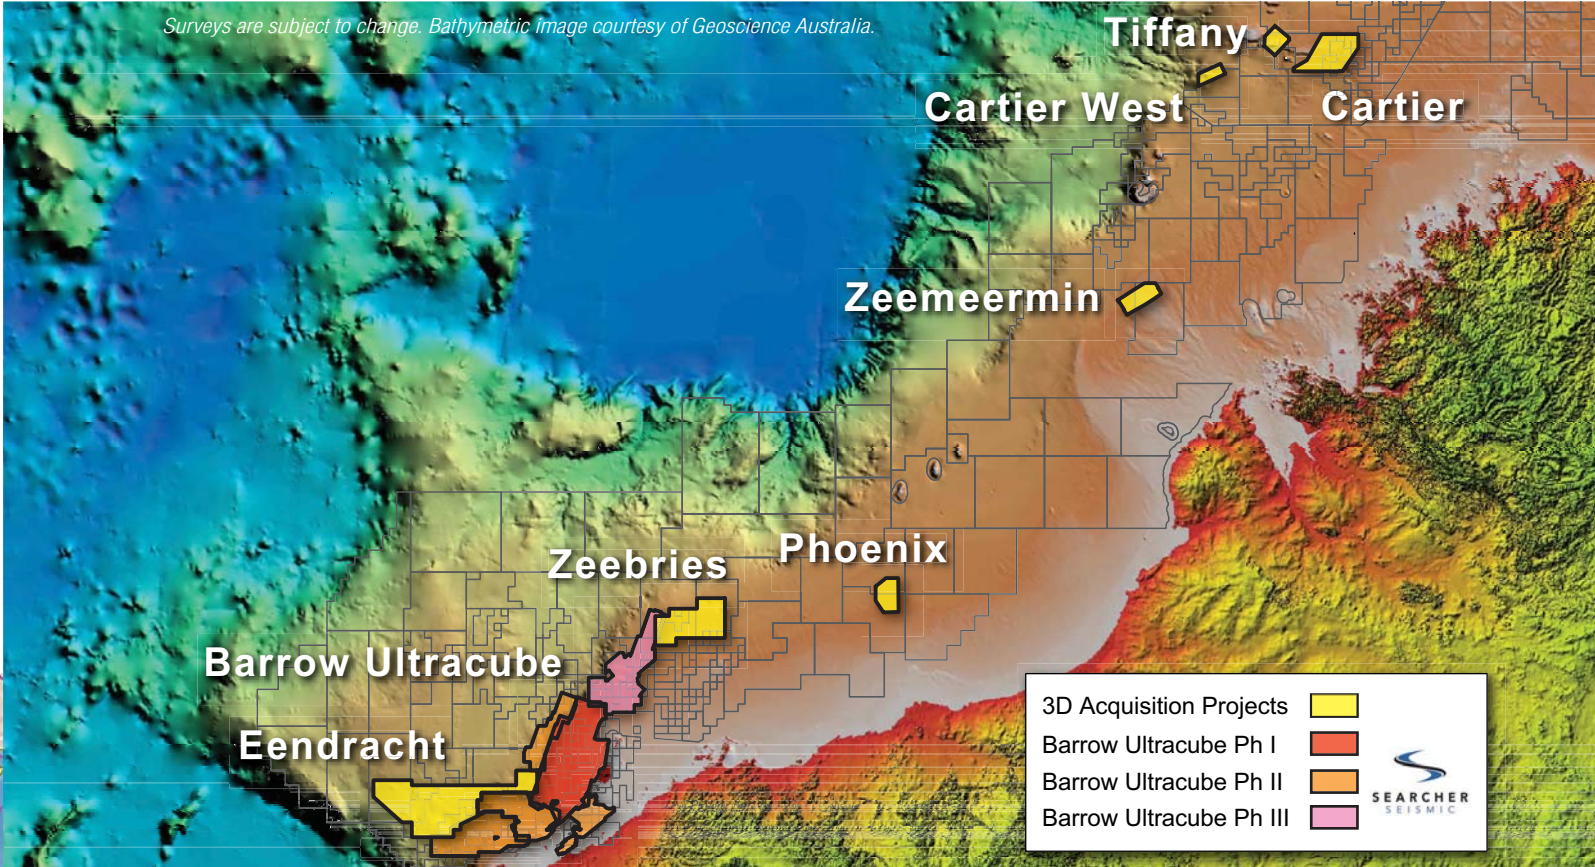 Surveys are subject to change. Bathymetric image courtesy of Geoscience Australia.
Tiffany
Cartier West
Cartier
Zeemeermin
Phoenix
Zeebries
Barrow Ultracube
Eendracht
3D Acquisition Projects
Barrow Ultracube Ph I
Barrow Ultracube Ph II
Barrow Ultracube Ph III
SEARCHER
SEISMIC